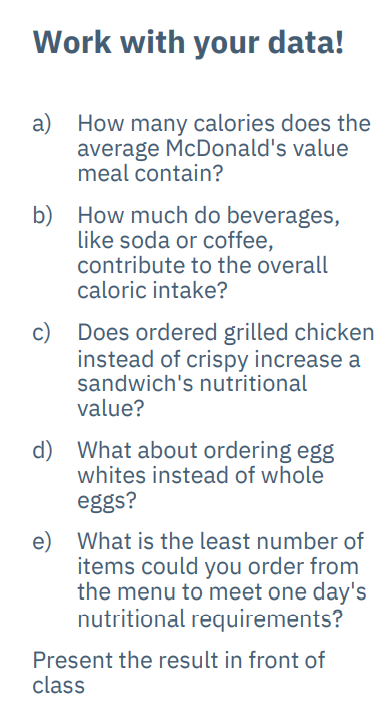 Work with your data!
a) How many calories does the
average McDonald's value
meal contain?
b) How much do beverages,
like soda or coffee,
contribute to the overall
caloric intake?
c) Does ordered grilled chicken
instead of crispy increase a
sandwich's nutritional
value?
d) What about ordering egg
whites instead of whole
eggs?
e) What is the least number of
items could you order from
the menu to meet one day's
nutritional requirements?
Present the result in front of
class